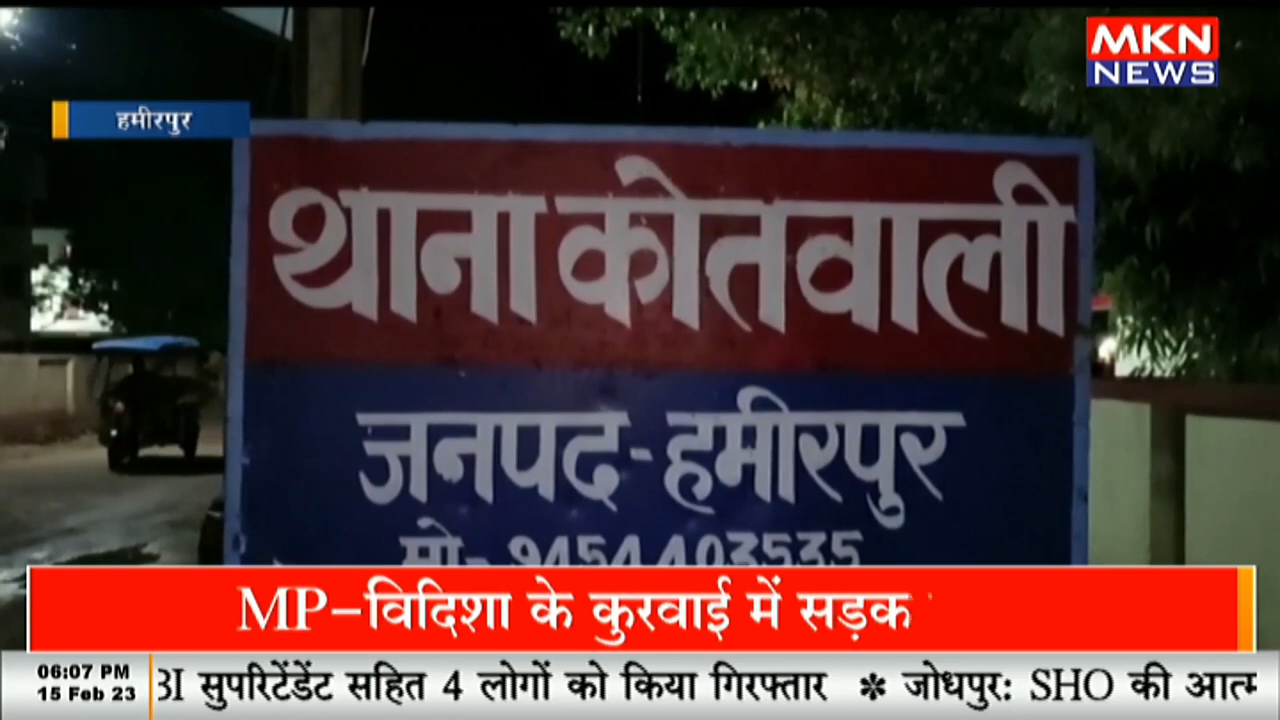 MKN
NEWS
हमीरपुर
थाना कोतवाली
जनपद-हमीरपुर
मो- 9454403535
MP-विदिशा के कुरवाई में सड़क
06:07 PM
15 Feb 23
सुपरिटेंडेंट सहित 4 लोगों को किया गिरफ्तार * जोधपुर: SHO की